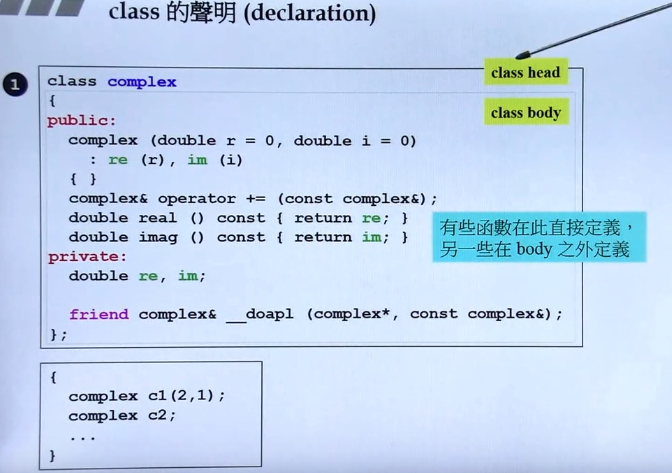 class 的聲明 (declaration)
1
class head
class complex
{
class body
public:
complex (double r = 0, double i = 0)
: re (r), im (i)
{ }
complex& operator += (const complex&);
double real () const { return re; }
double imag () const { return im; }
有些函數在此直接定義，
另一些在 body 之外定義
private:
double re, im;
friend complex& __doapl (complex*, const complex&);
};
{
complex c1(2,1);
complex c2;
...
}